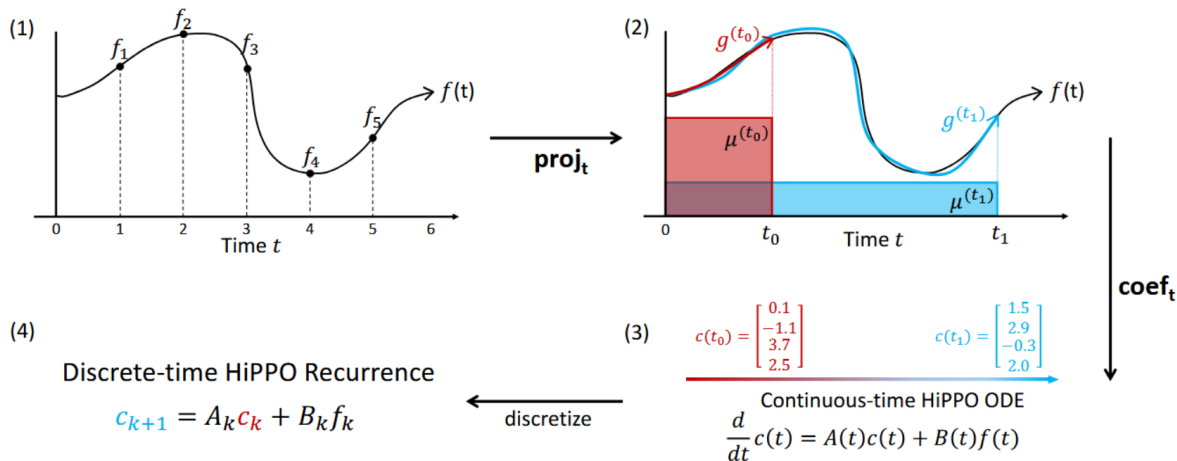 (1)
f₁
f₂
f₃
f₄
f₅
f(t)
0 1 2 3 4 5 6
Time t
proj_t
(2)
g^(t₀)
f(t)
g^(t₁)
μ^(t₀)
μ^(t₁)
0 t₀ Time t t₁
coef_t
(3)
c(t₀) = [0.1 −1.1 3.7 2.5]
c(t₁) = [1.5 2.9 −0.3 2.0]
Continuous-time HiPPO ODE
d/dt c(t) = A(t)c(t) + B(t)f(t)
discretize
(4)
Discrete-time HiPPO Recurrence
c_{k+1} = A_k c_k + B_k f_k